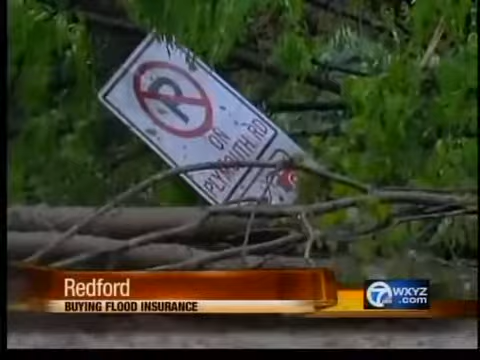 P
ON
PLYMOUTH RD
Redford
BUYING FLOOD INSURANCE
7 WXYZ
.com